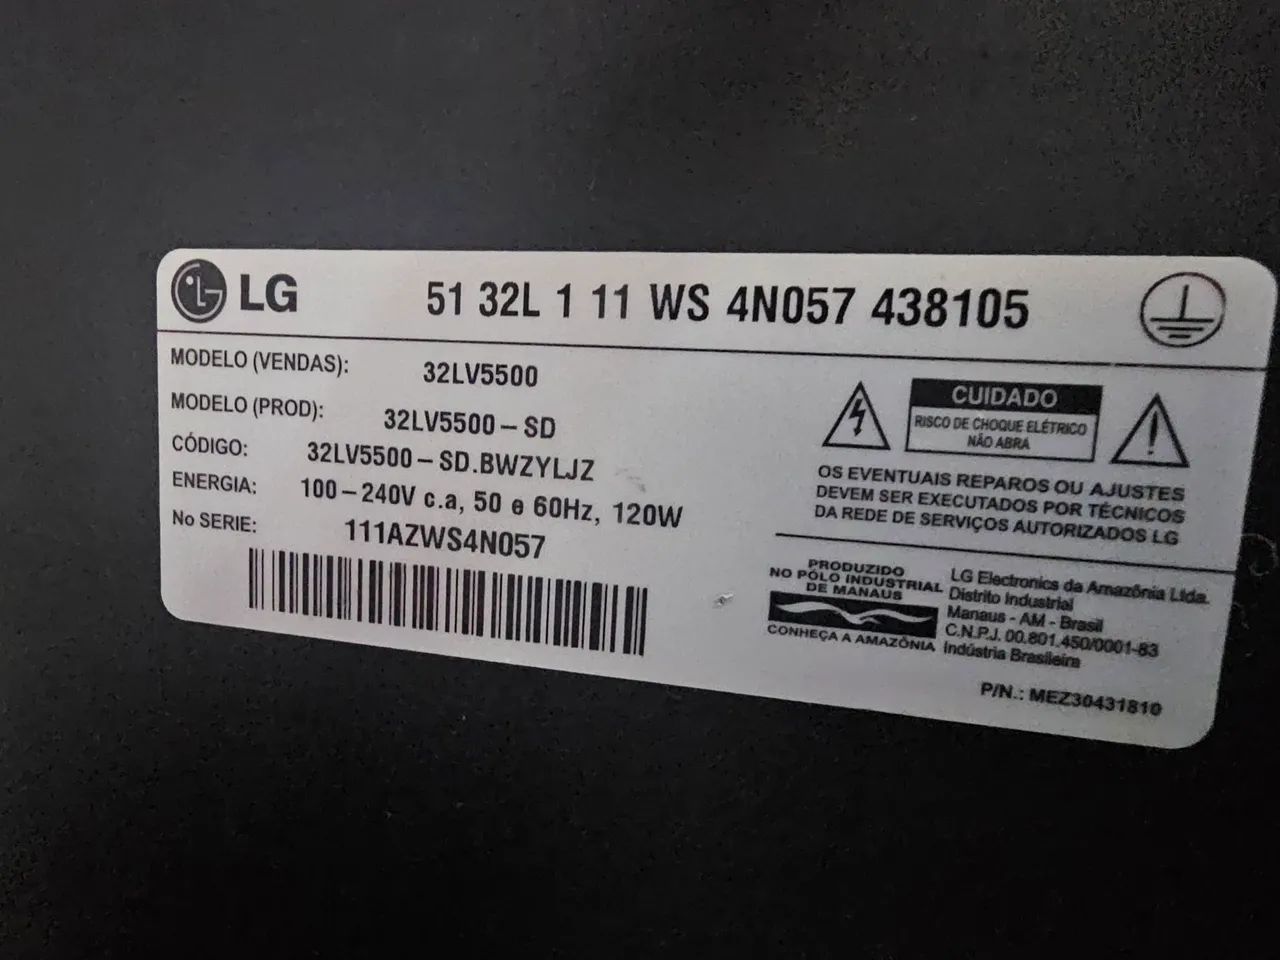 LG 51 32L 1 11 WS 4N057 438105
MODELO (VENDAS): 32LV5500
MODELO (PROD): 32LV5500-SD
CÓDIGO: 32LV5500-SD.BWZYLJZ
ENERGIA: 100-240V c.a, 50 e 60Hz, 120W
No SERIE: 111AZWS4N057
CUIDADO
RISCO DE CHOQUE ELÉTRICO
NÃO ABRA
OS EVENTUAIS REPAROS OU AJUSTES
DEVEM SER EXECUTADOS POR TÉCNICOS
DA REDE DE SERVIÇOS AUTORIZADOS LG
PRODUZIDO
NO PÓLO INDUSTRIAL
DE MANAUS
CONHEÇA A AMAZÔNIA
LG Electronics da Amazônia Ltda.
Distrito Industrial
Manaus - AM - Brasil
C.N.P.J. 00.801.450/0001-83
Indústria Brasileira
P/N.: MEZ30431810